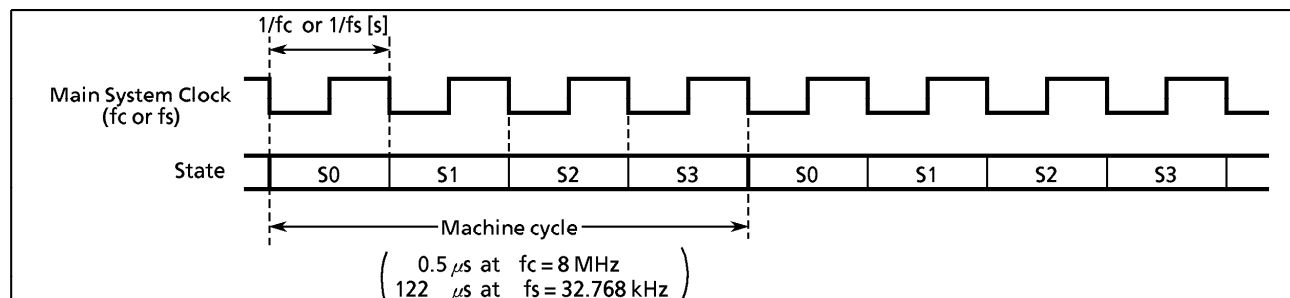 1/fc or 1/fs [s]
Main System Clock
(fc or fs)
State S0 S1 S2 S3 S0 S1 S2 S3
Machine cycle
0.5 μs at fc = 8 MHz
122 μs at fs = 32.768 kHz